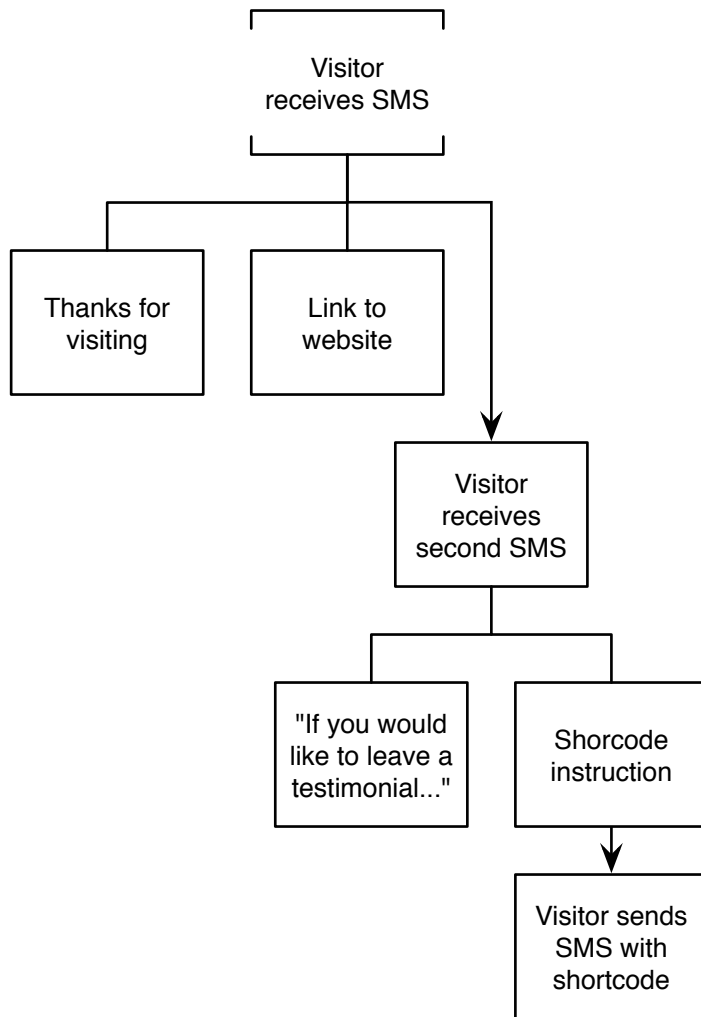 Visitor
receives SMS
Thanks for
visiting
Link to
website
Visitor
receives
second SMS
"If you would
like to leave a
testimonial..."
Shorcode
instruction
Visitor sends
SMS with
shortcode